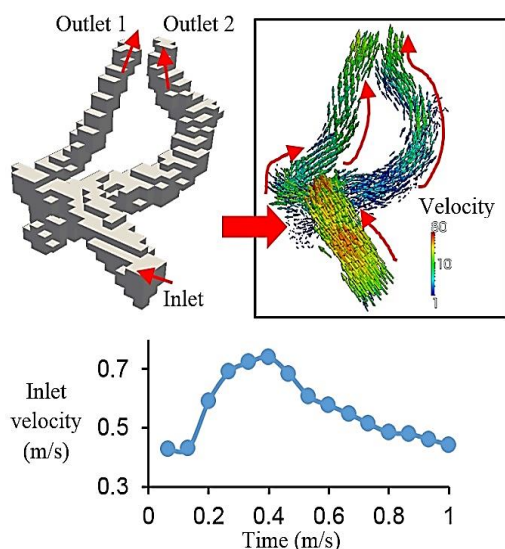 Outlet 1 Outlet 2
Inlet
Velocity
80
10
1
Inlet
velocity
(m/s)
0.7
0.5
0.3
0 0.2 0.4 0.6 0.8 1
Time (m/s)